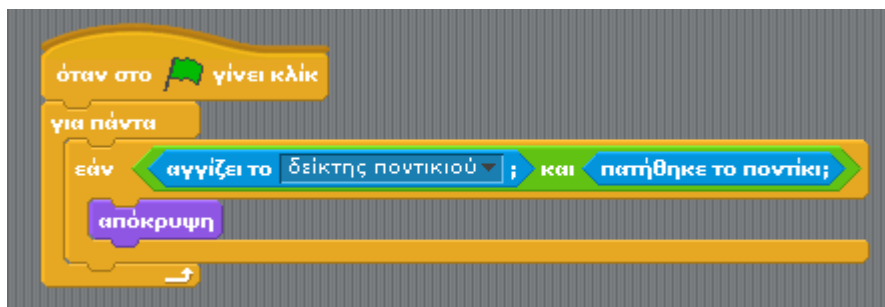 όταν στο γίνει κλίκ
για πάντα
εάν αγγίζει το δείκτης ποντικιού ; και πατήθηκε το ποντίκι;
απόκρυψη